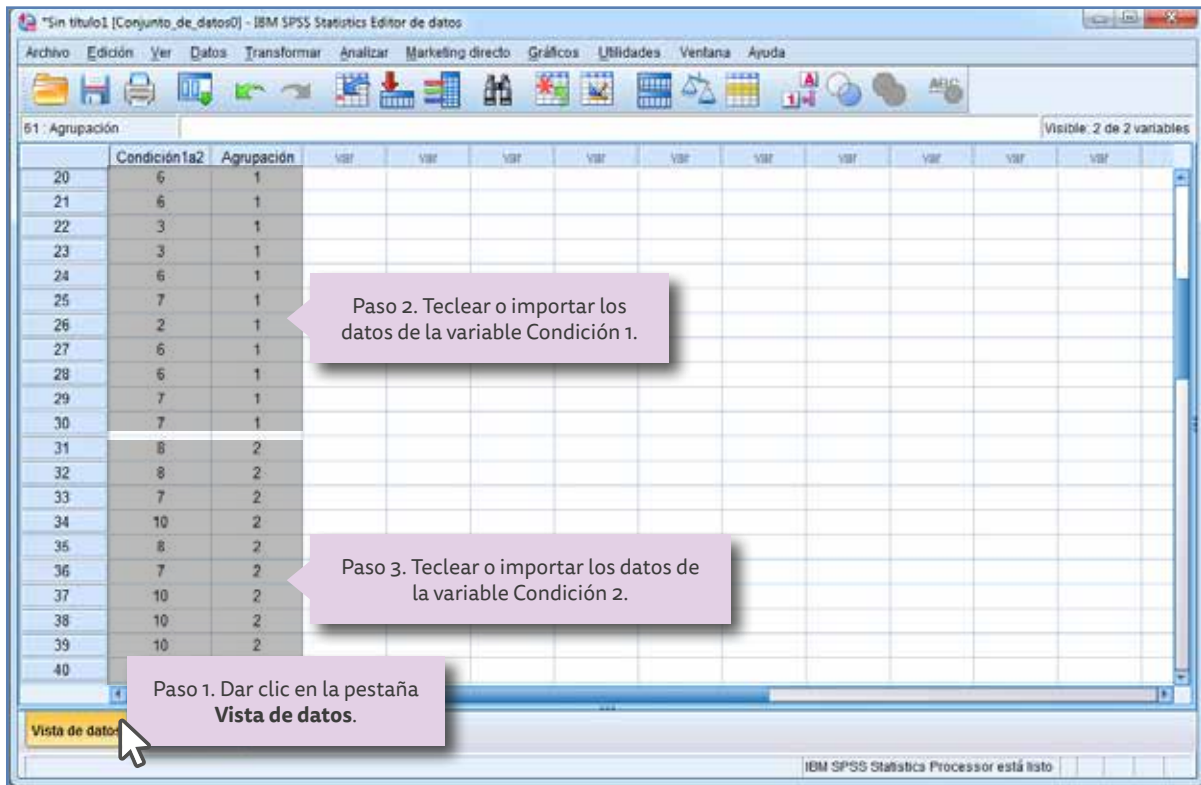 *Sin título1 [Conjunto_de_datos0] - IBM SPSS Statistics Editor de datos
Archivo Edición Ver Datos Transformar Analizar Marketing directo Gráficos Utilidades Ventana Ayuda
61 : Agrupación Visible: 2 de 2 variables
Condición1a2 Agrupación var var var var var var var var var var
20 6 1
21 6 1
22 3 1
23 3 1
24 6 1
25 7 1
26 2 1
27 6 1
28 6 1
29 7 1
30 7 1
31 8 2
32 8 2
33 7 2
34 10 2
35 8 2
36 7 2
37 10 2
38 10 2
39 10 2
40
Paso 2. Teclear o importar los
datos de la variable Condición 1.
Paso 3. Teclear o importar los datos de
la variable Condición 2.
Paso 1. Dar clic en la pestaña
Vista de datos.
Vista de datos
IBM SPSS Statistics Processor está listo